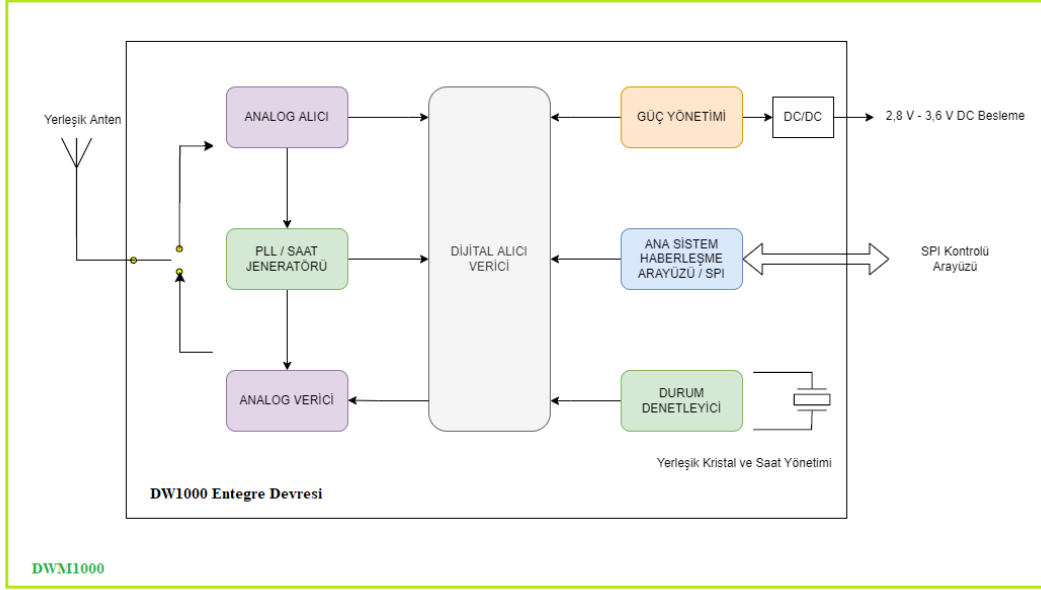 Yerleşik Anten
ANALOG ALICI
PLL / SAAT
JENERATÖRÜ
ANALOG VERİCİ
DİJİTAL ALICI
VERİCİ
GÜÇ YÖNETİMİ
DC/DC
2,8 V - 3,6 V DC Besleme
ANA SİSTEM
HABERLEŞME
ARAYÜZÜ / SPI
SPI Kontrolü
Arayüzü
DURUM
DENETLEYİCİ
Yerleşik Kristal ve Saat Yönetimi
DW1000 Entegre Devresi
DWM1000